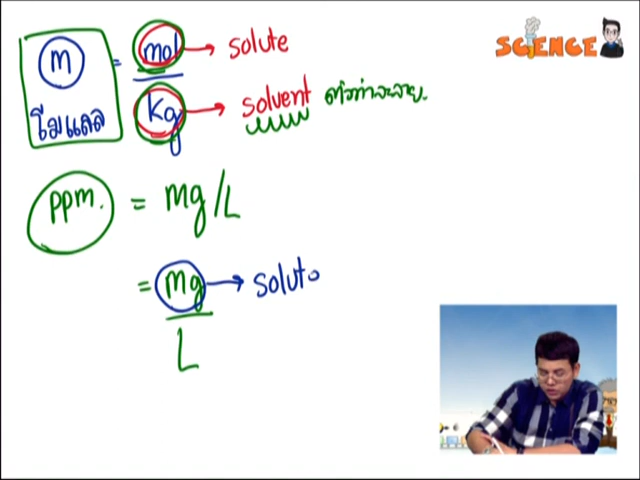 m = mol → solute
โมแลล kg → solvent ตัวทำละลาย.
ppm. = mg/L
= mg → solute
L
SCIENCE